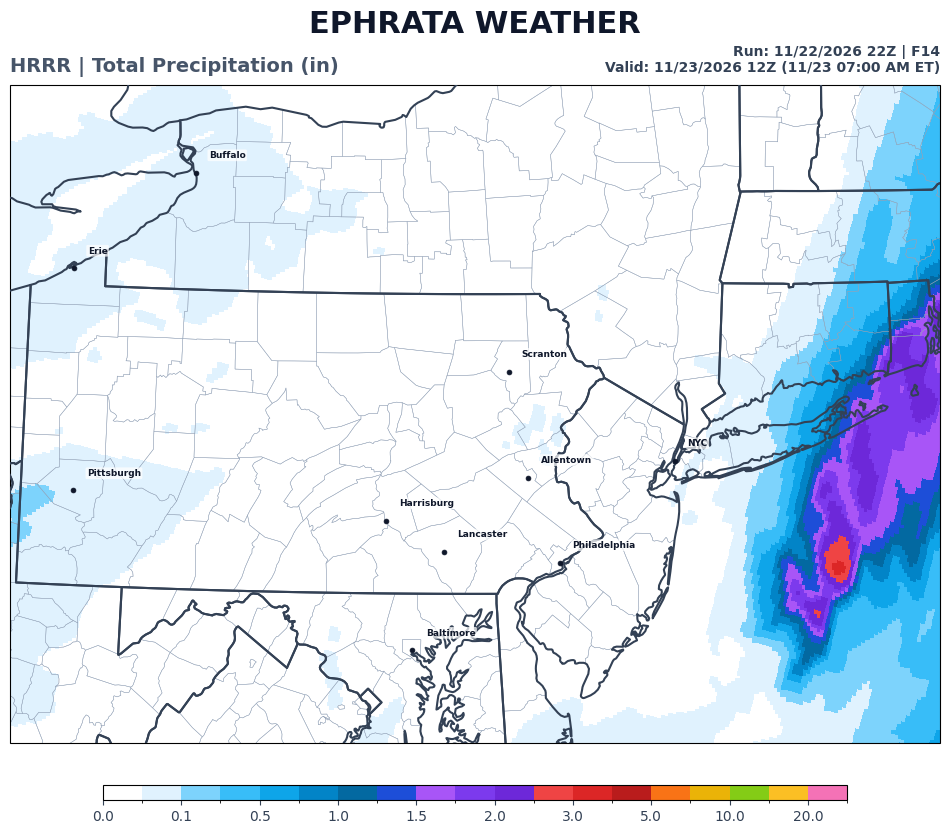 EPHRATA WEATHER
HRRR | Total Precipitation (in)
Run: 11/22/2026 22Z | F14
Valid: 11/23/2026 12Z (11/23 07:00 AM ET)
Buffalo
Erie
Scranton
NYC
Allentown
Pittsburgh
Harrisburg
Lancaster
Philadelphia
Baltimore
0.0 0.1 0.5 1.0 1.5 2.0 3.0 5.0 10.0 20.0